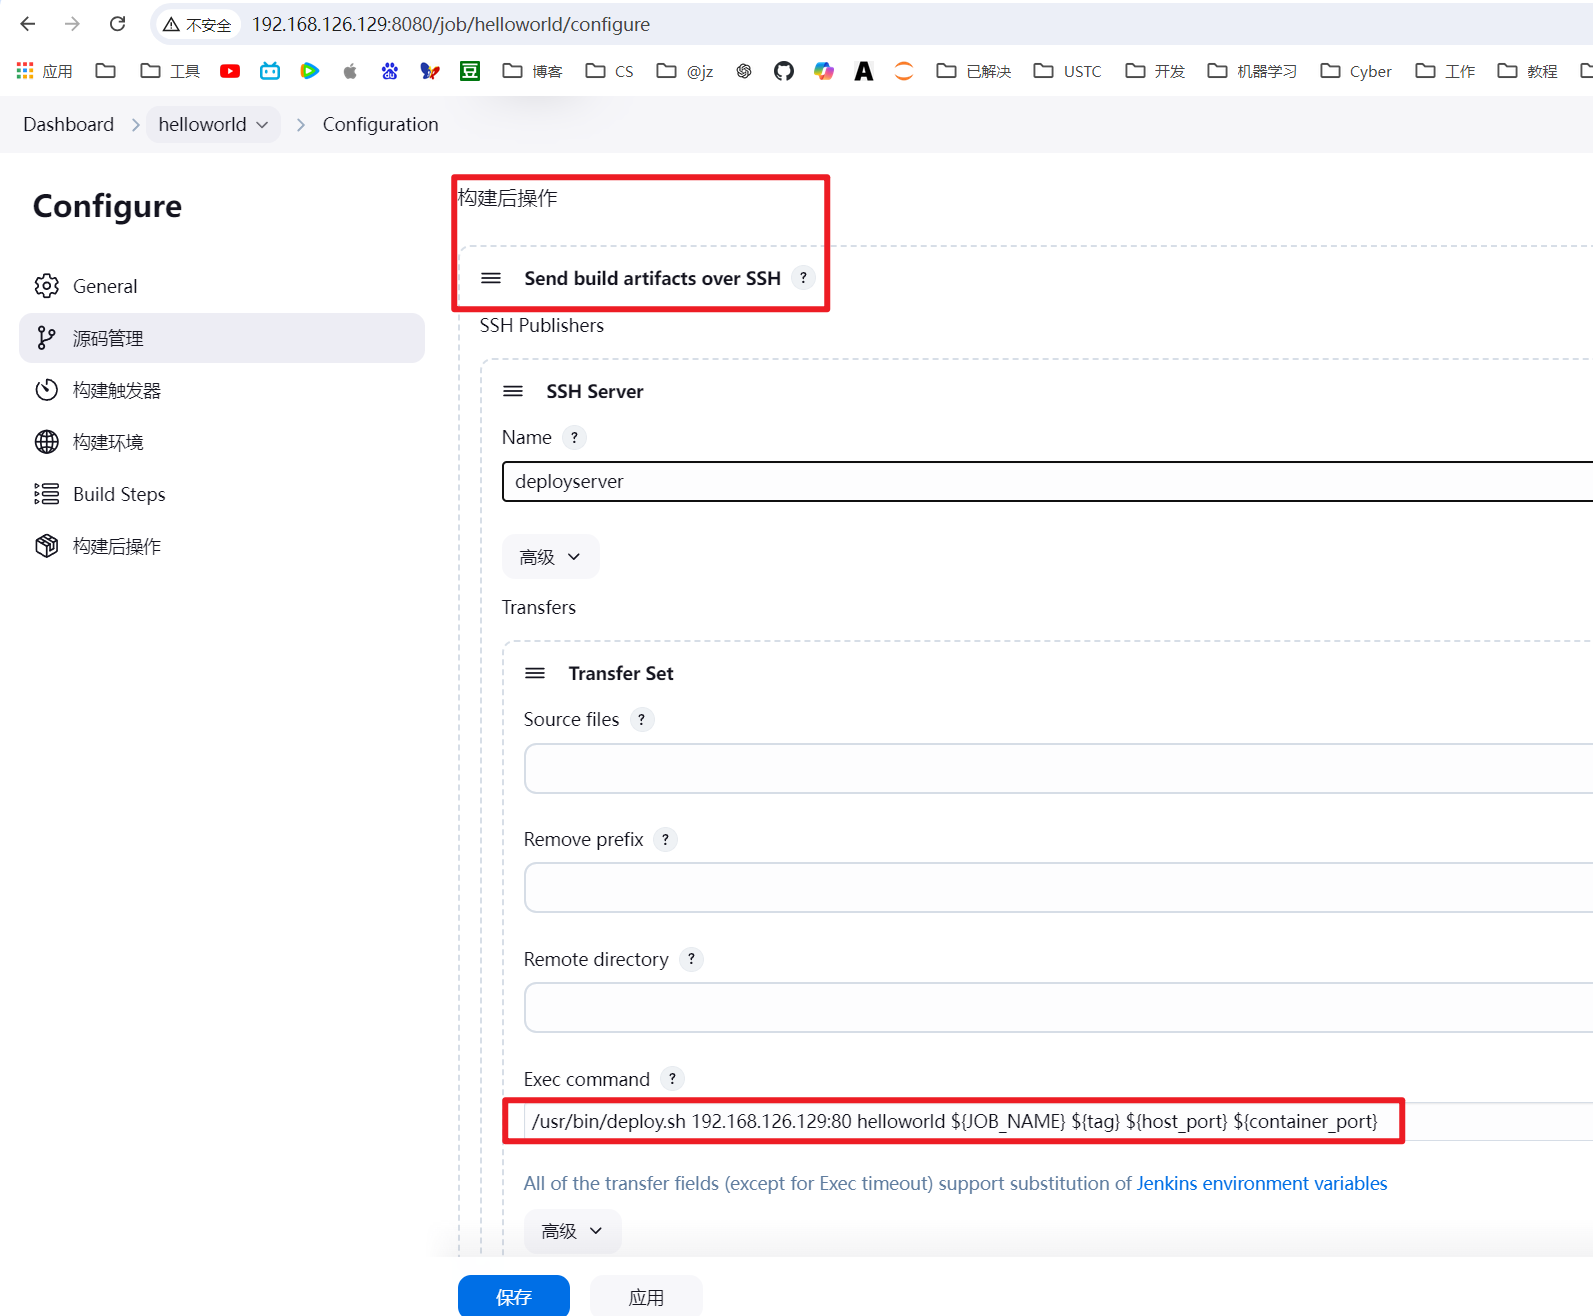 不安全 192.168.126.129:8080/job/helloworld/configure
应用 工具 豆 博客 CS @jz 已解决 USTC 开发 机器学习 Cyber 工作 教程
Dashboard helloworld Configuration
Configure
General
源码管理
构建触发器
构建环境
Build Steps
构建后操作
构建后操作
Send build artifacts over SSH ?
SSH Publishers
SSH Server
Name ?
deployserver
高级
Transfers
Transfer Set
Source files ?
Remove prefix ?
Remote directory ?
Exec command ?
/usr/bin/deploy.sh 192.168.126.129:80 helloworld ${JOB_NAME} ${tag} ${host_port} ${container_port}
All of the transfer fields (except for Exec timeout) support substitution of Jenkins environment variables
高级
保存 应用